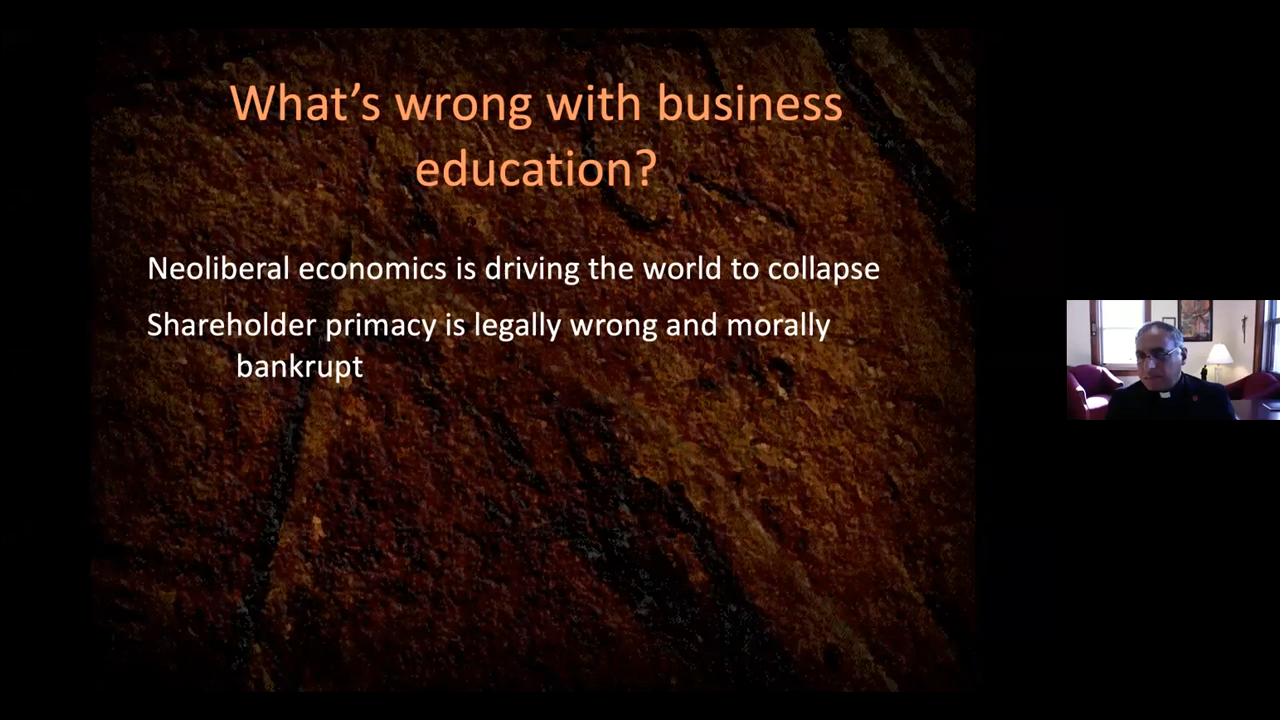 What’s wrong with business
education?
Neoliberal economics is driving the world to collapse
Shareholder primacy is legally wrong and morally
bankrupt